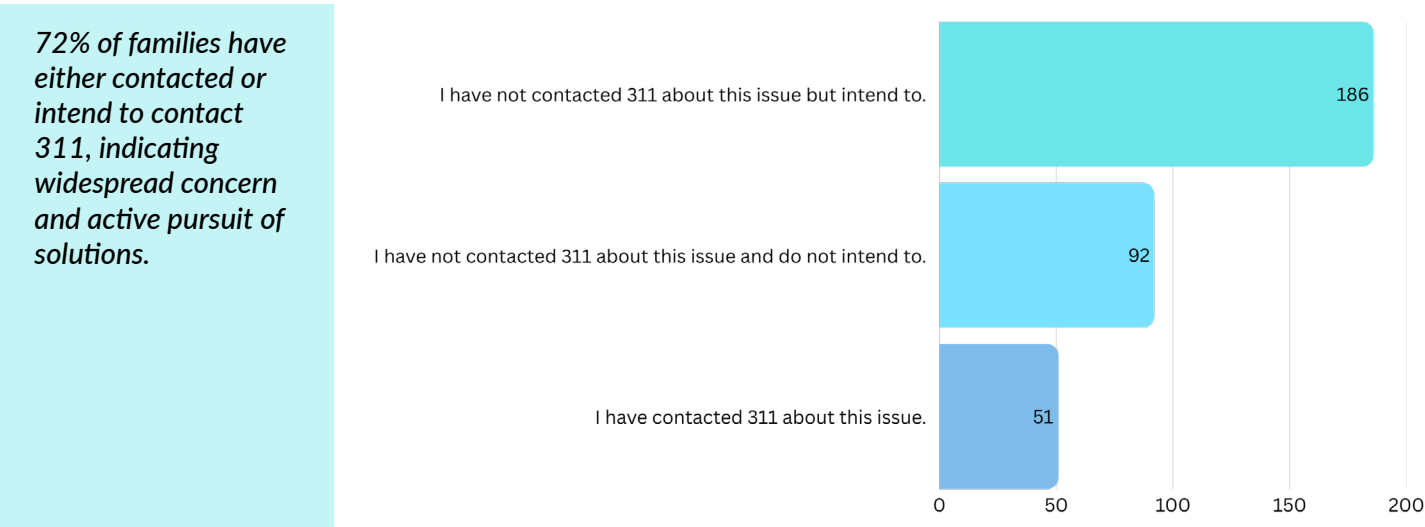 72% of families have
either contacted or
intend to contact
311, indicating
widespread concern
and active pursuit of
solutions.
I have not contacted 311 about this issue but intend to.
186
I have not contacted 311 about this issue and do not intend to.
92
I have contacted 311 about this issue.
51
0 50 100 150 200